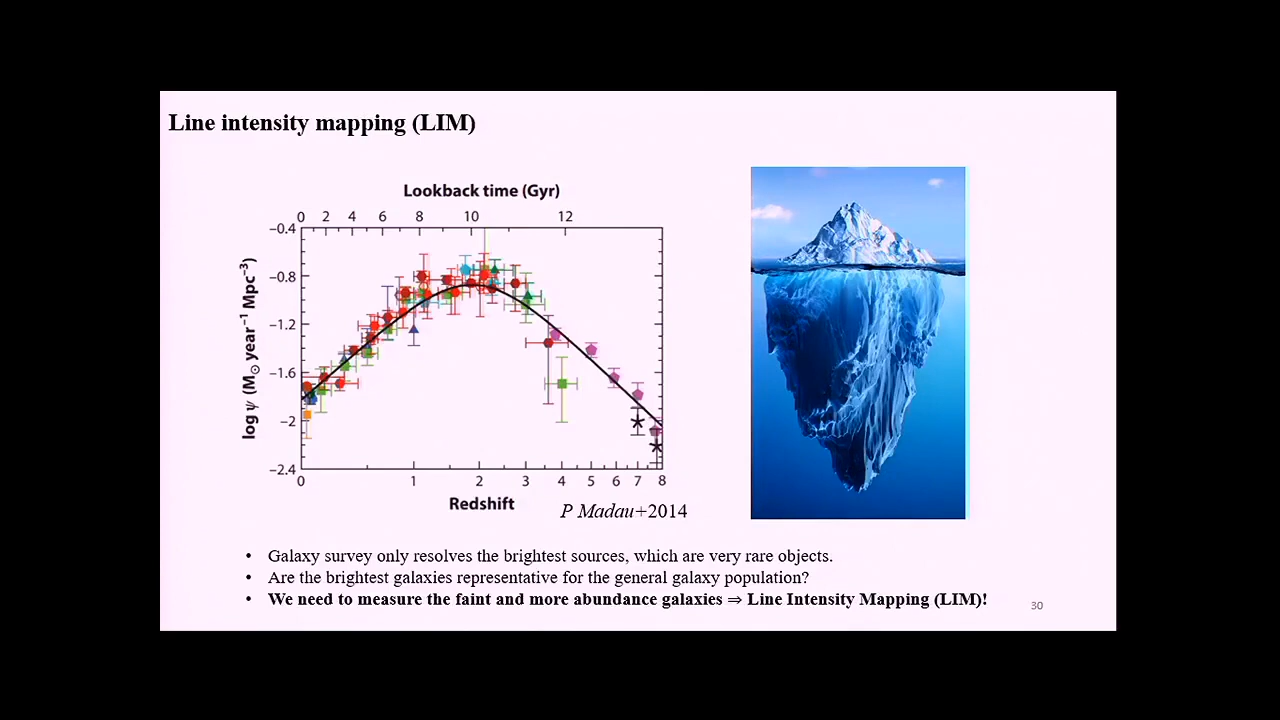 Line intensity mapping (LIM)
Lookback time (Gyr)
0 2 4 6 8 10 12
−0.4
−0.8
−1.2
−1.6
−2
−2.4
log ψ (M☉ year⁻¹ Mpc⁻³)
0 1 2 3 4 5 6 7 8
Redshift
P Madau+2014
• Galaxy survey only resolves the brightest sources, which are very rare objects.
• Are the brightest galaxies representative for the general galaxy population?
• We need to measure the faint and more abundance galaxies ⇒ Line Intensity Mapping (LIM)!
30